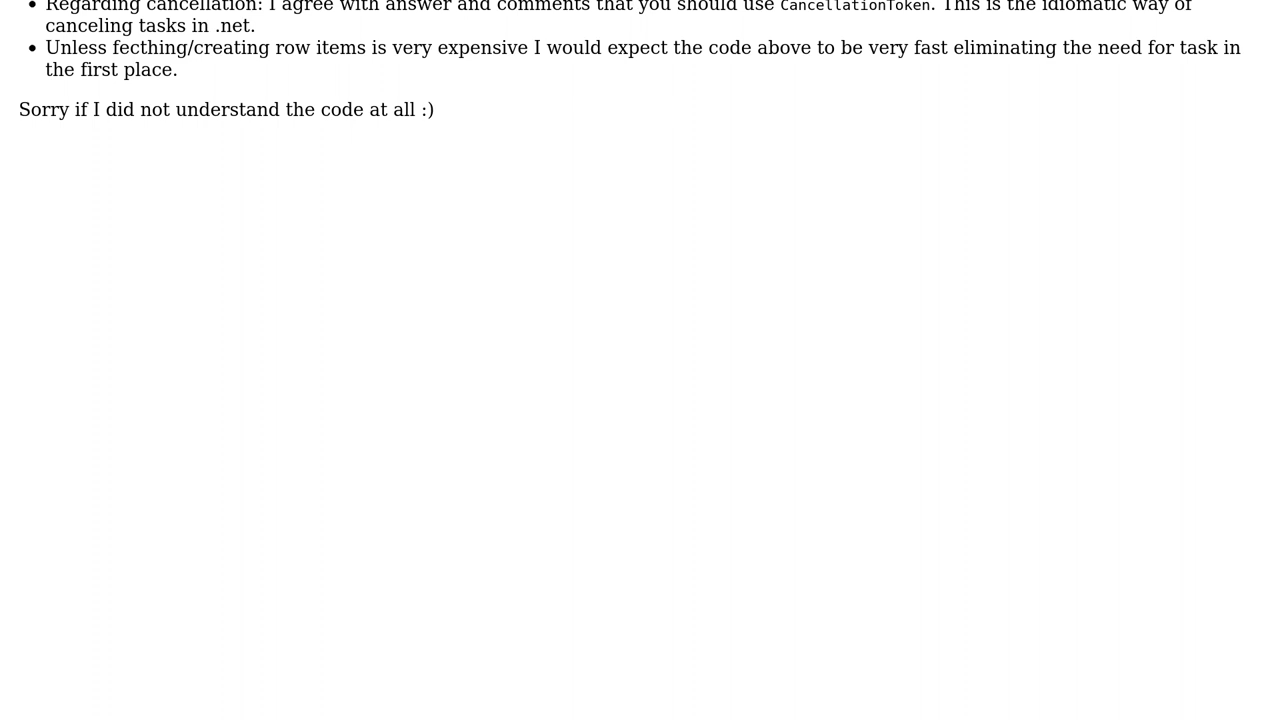 Regarding cancellation: I agree with answer and comments that you should use CancellationToken. This is the idiomatic way of
canceling tasks in .net.
Unless fecthing/creating row items is very expensive I would expect the code above to be very fast eliminating the need for task in
the first place.
Sorry if I did not understand the code at all :)